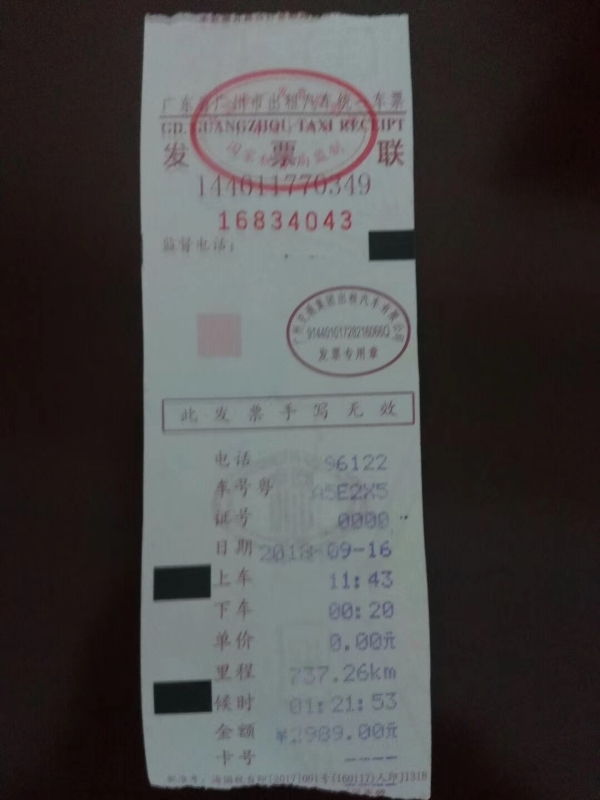 广东省广州市出租汽车统一车票
GD. GUANGZHOU TAXI RECEIPT
发 票 联
144011770349
16834043
监督电话:
91440101728216066Q
发票专用章
此发票手写无效
电话 96122
车号粤 A5E2X5
证号 0000
日期 2018-09-16
上车 11:43
下车 00:20
单价 0.00元
里程 737.26km
候时 01:21:53
金额 ¥2989.00元
卡号 ----